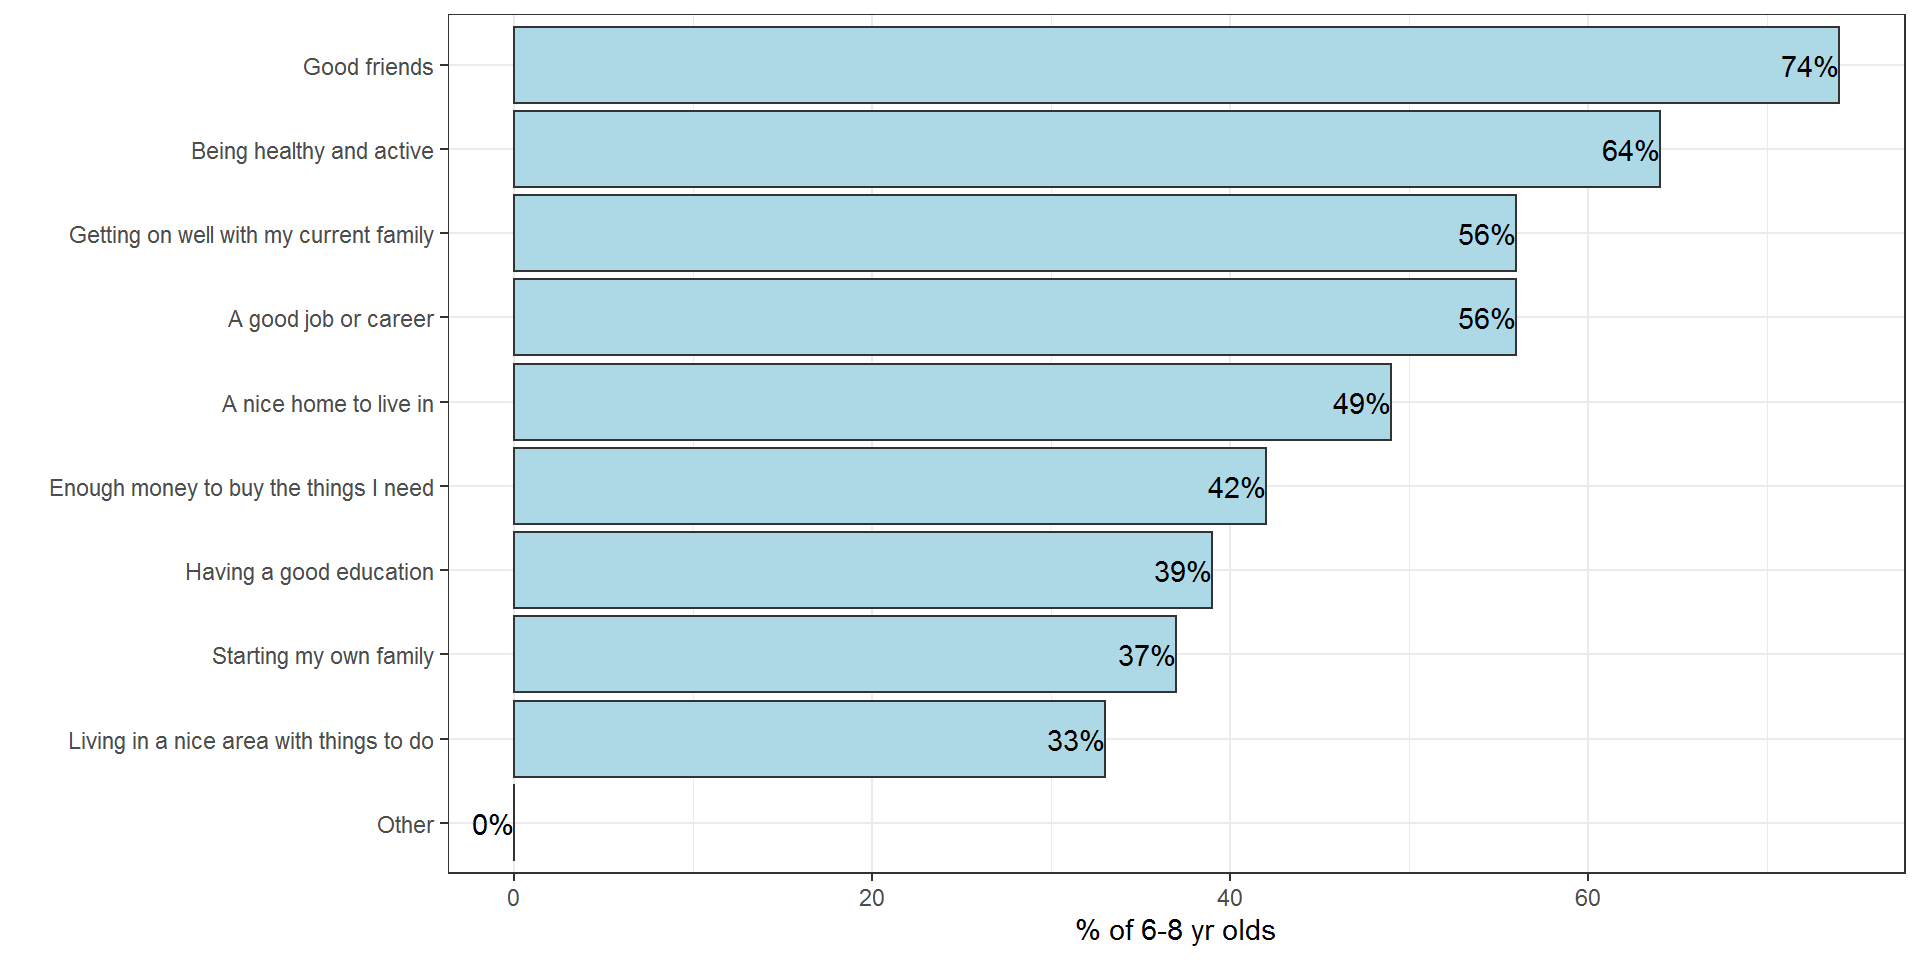 Good friends 74%
Being healthy and active 64%
Getting on well with my current family 56%
A good job or career 56%
A nice home to live in 49%
Enough money to buy the things I need 42%
Having a good education 39%
Starting my own family 37%
Living in a nice area with things to do 33%
Other 0%
0 20 40 60
% of 6-8 yr olds